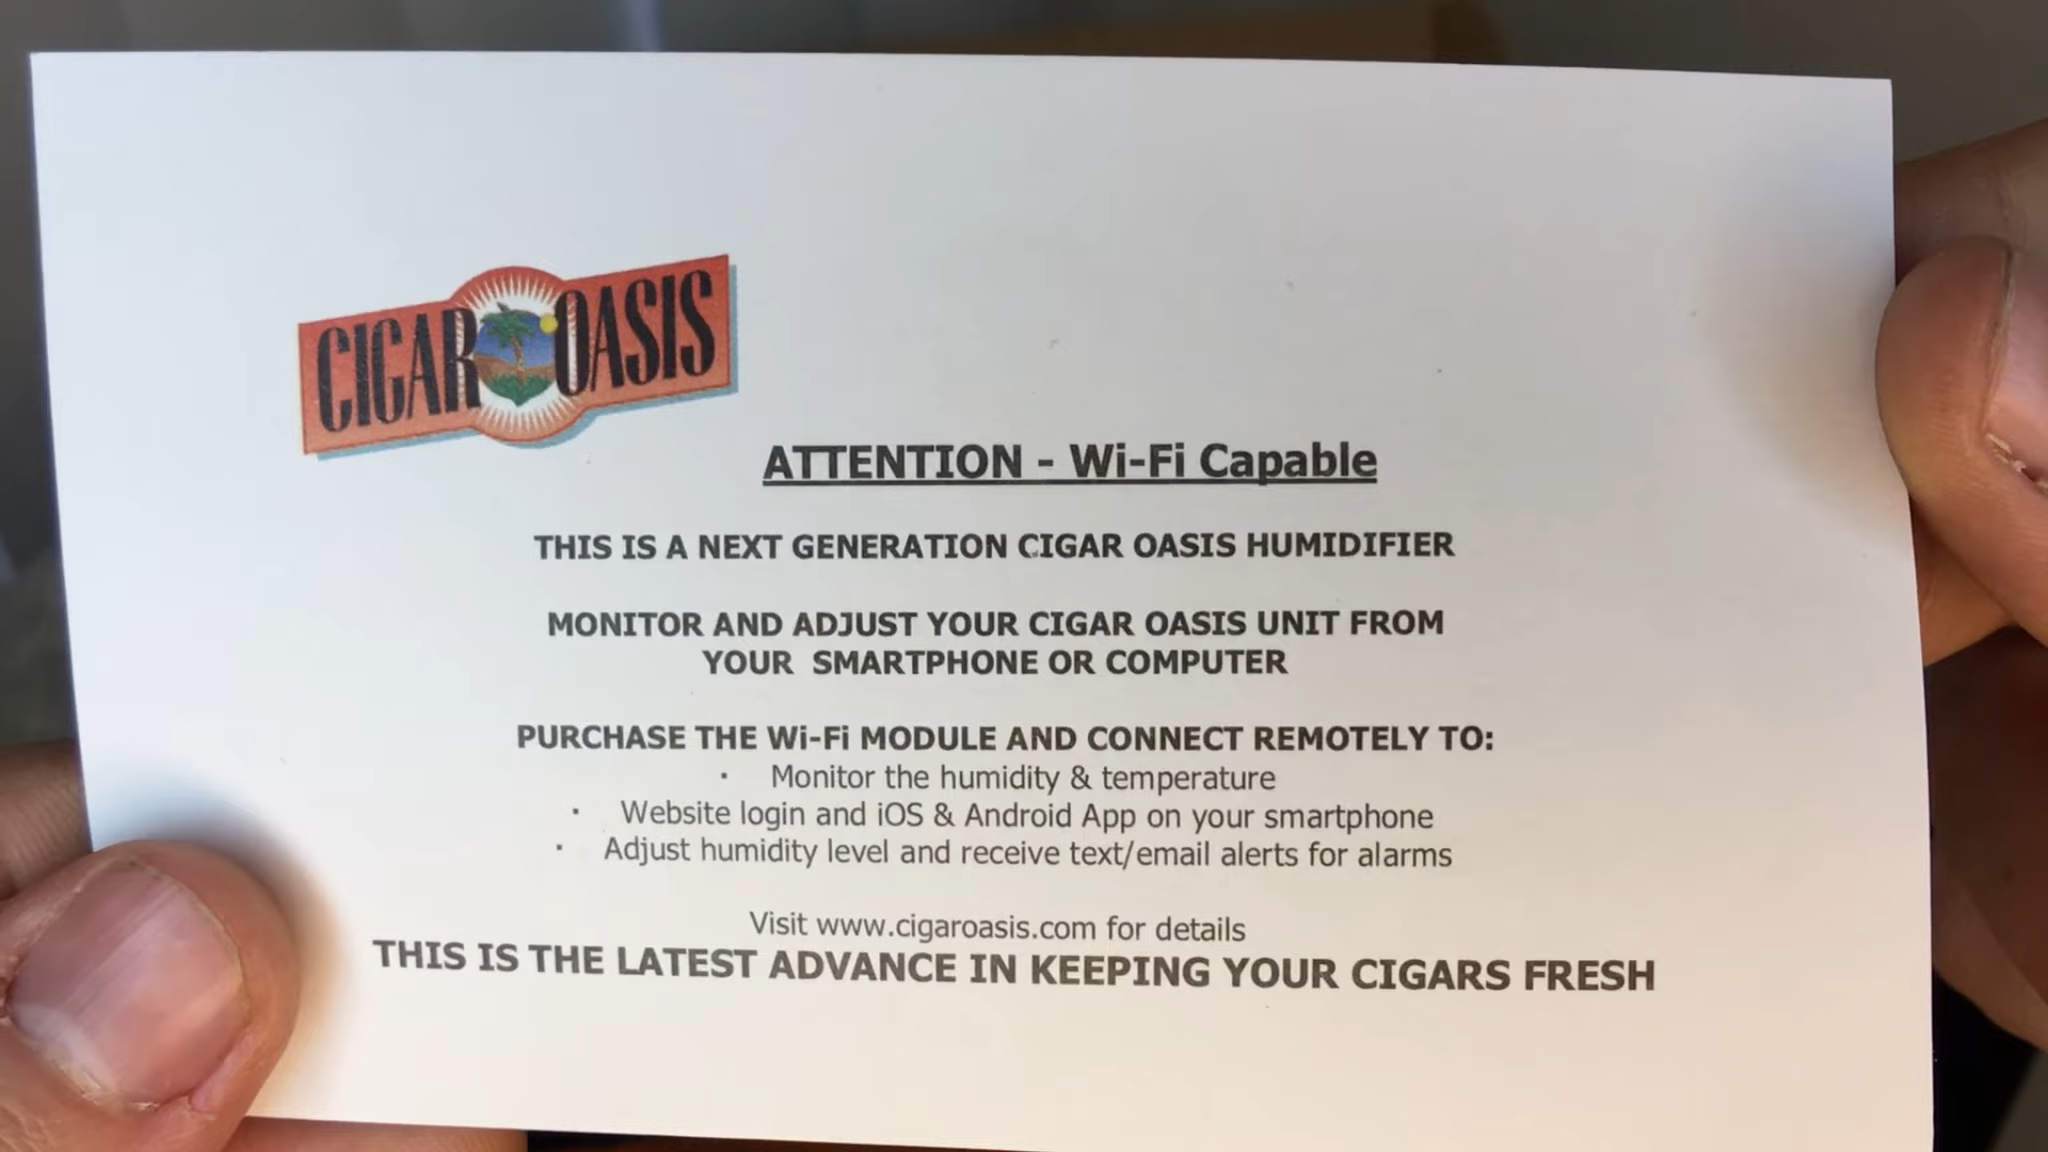 CIGAR OASIS
ATTENTION - Wi-Fi Capable
THIS IS A NEXT GENERATION CIGAR OASIS HUMIDIFIER
MONITOR AND ADJUST YOUR CIGAR OASIS UNIT FROM
YOUR SMARTPHONE OR COMPUTER
PURCHASE THE Wi-Fi MODULE AND CONNECT REMOTELY TO:
· Monitor the humidity & temperature
· Website login and iOS & Android App on your smartphone
· Adjust humidity level and receive text/email alerts for alarms
Visit www.cigaroasis.com for details
THIS IS THE LATEST ADVANCE IN KEEPING YOUR CIGARS FRESH